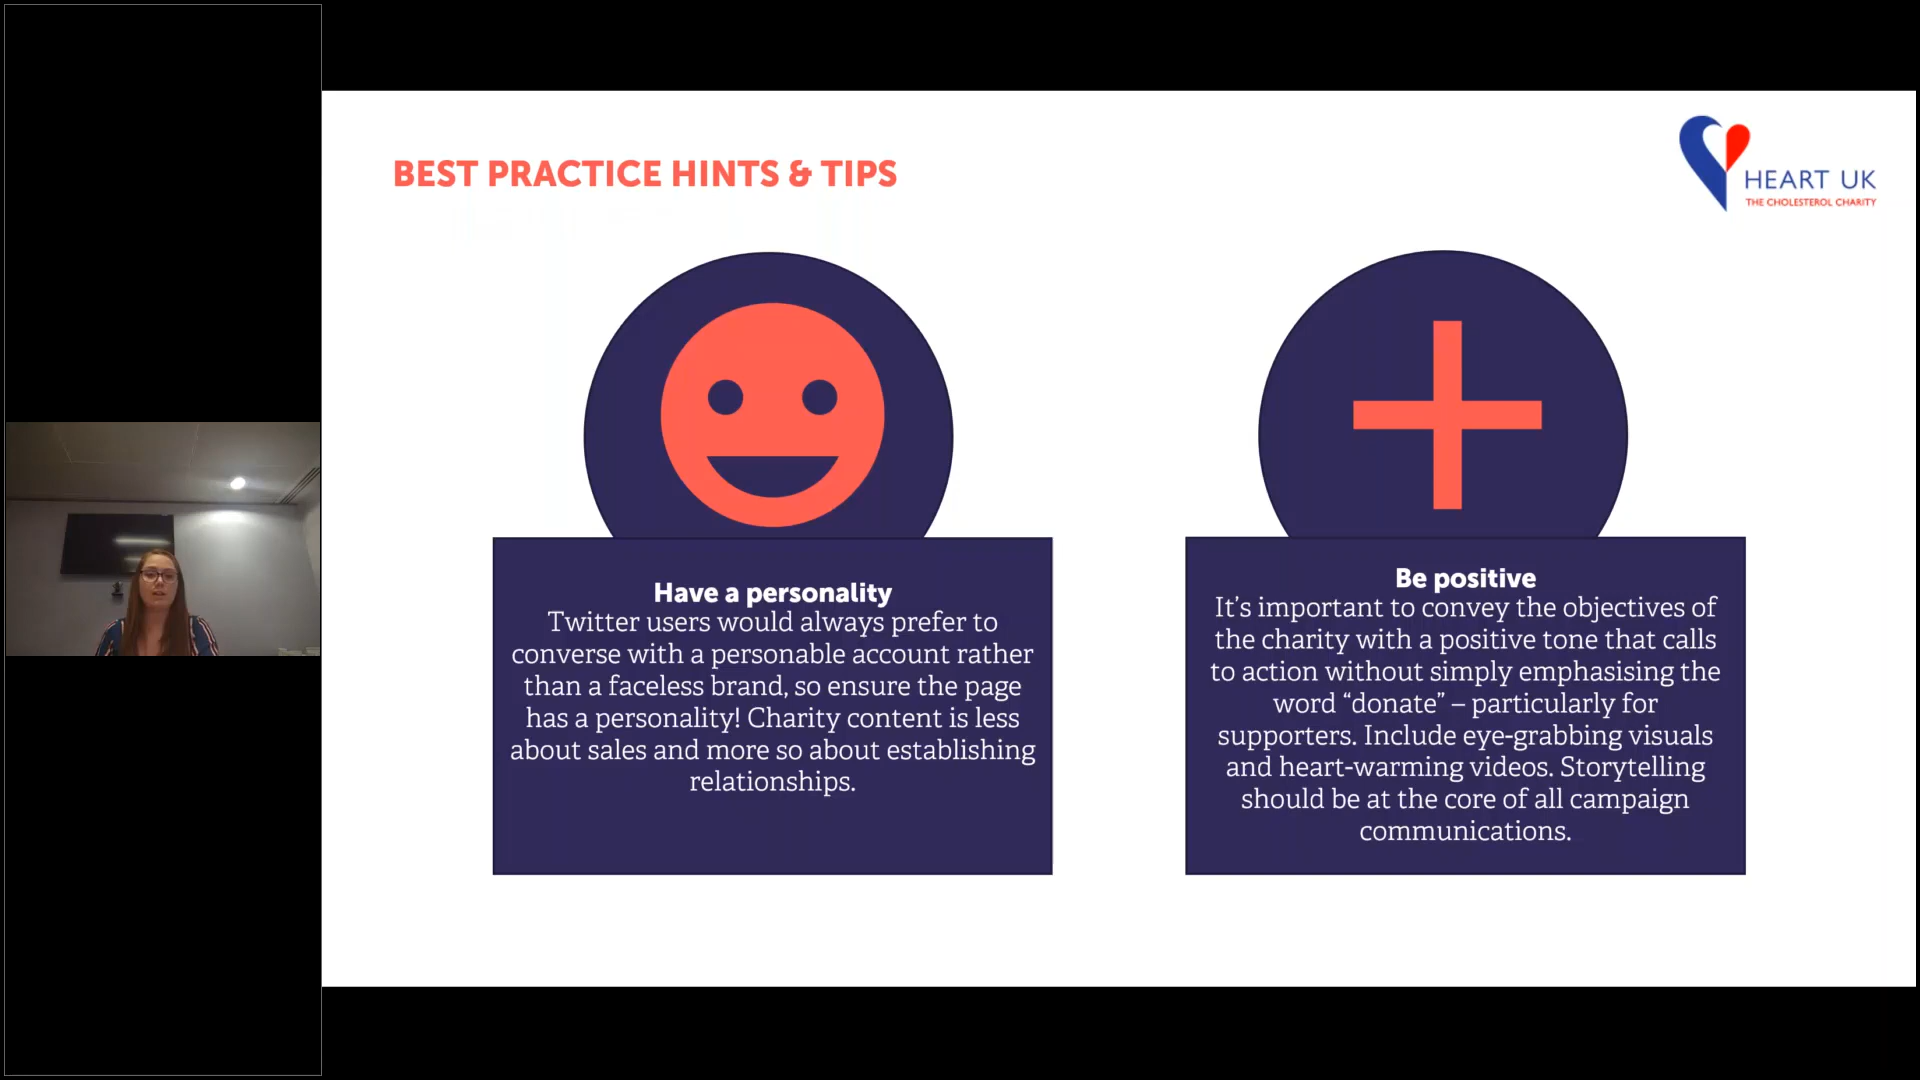 BEST PRACTICE HINTS & TIPS
HEART UK
THE CHOLESTEROL CHARITY
Have a personality
Twitter users would always prefer to
converse with a personable account rather
than a faceless brand, so ensure the page
has a personality! Charity content is less
about sales and more so about establishing
relationships.
Be positive
It’s important to convey the objectives of
the charity with a positive tone that calls
to action without simply emphasising the
word “donate” – particularly for
supporters. Include eye-grabbing visuals
and heart-warming videos. Storytelling
should be at the core of all campaign
communications.